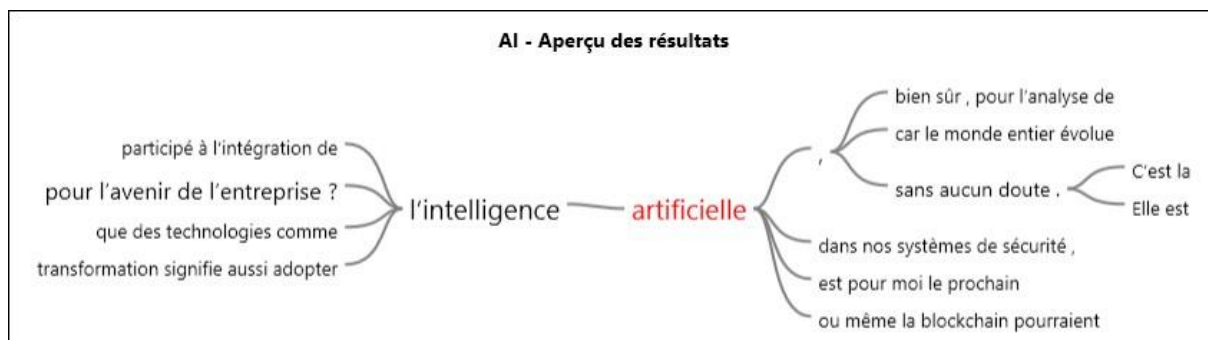 AI - Aperçu des résultats
participé à l'intégration de
pour l'avenir de l'entreprise ?
que des technologies comme
transformation signifie aussi adopter
l'intelligence
artificielle
,
bien sûr , pour l'analyse de
car le monde entier évolue
sans aucun doute .
C'est la
Elle est
dans nos systèmes de sécurité ,
est pour moi le prochain
ou même la blockchain pourraient